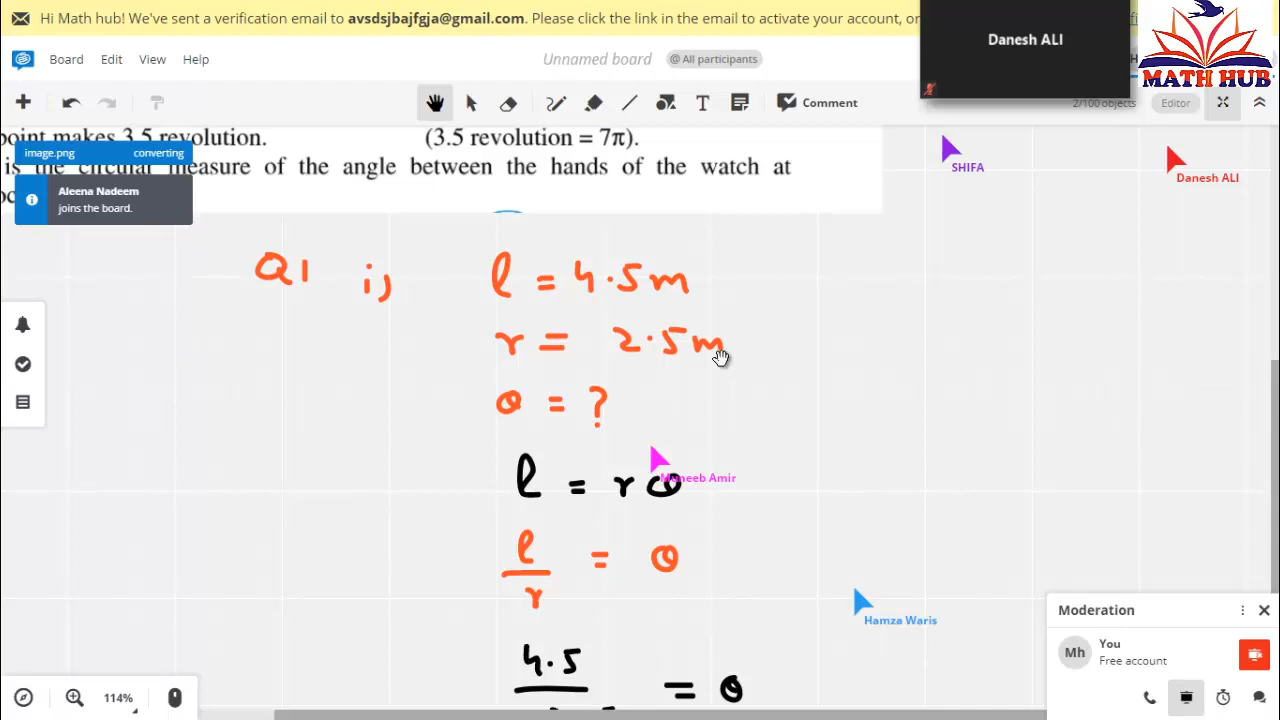 Hi Math hub! We've sent a verification email to avsdsjbajfgja@gmail.com. Please click the link in the email to activate your account, or
Danesh ALI
MATH HUB
Board Edit View Help
Unnamed board
@ All participants
Comment
2/100 objects
Editor
point makes 3.5 revolution. (3.5 revolution = 7π).
is the circular measure of the angle between the hands of the watch at
image.png converting
Aleena Nadeem
joins the board.
SHIFA
Danesh ALI
Q1 i) l = 4.5m
r = 2.5m
θ = ?
l = rθ
Muneeb Amir
l/r = θ
Hamza Waris
4.5
= θ
Moderation
Mh
You
Free account
114%